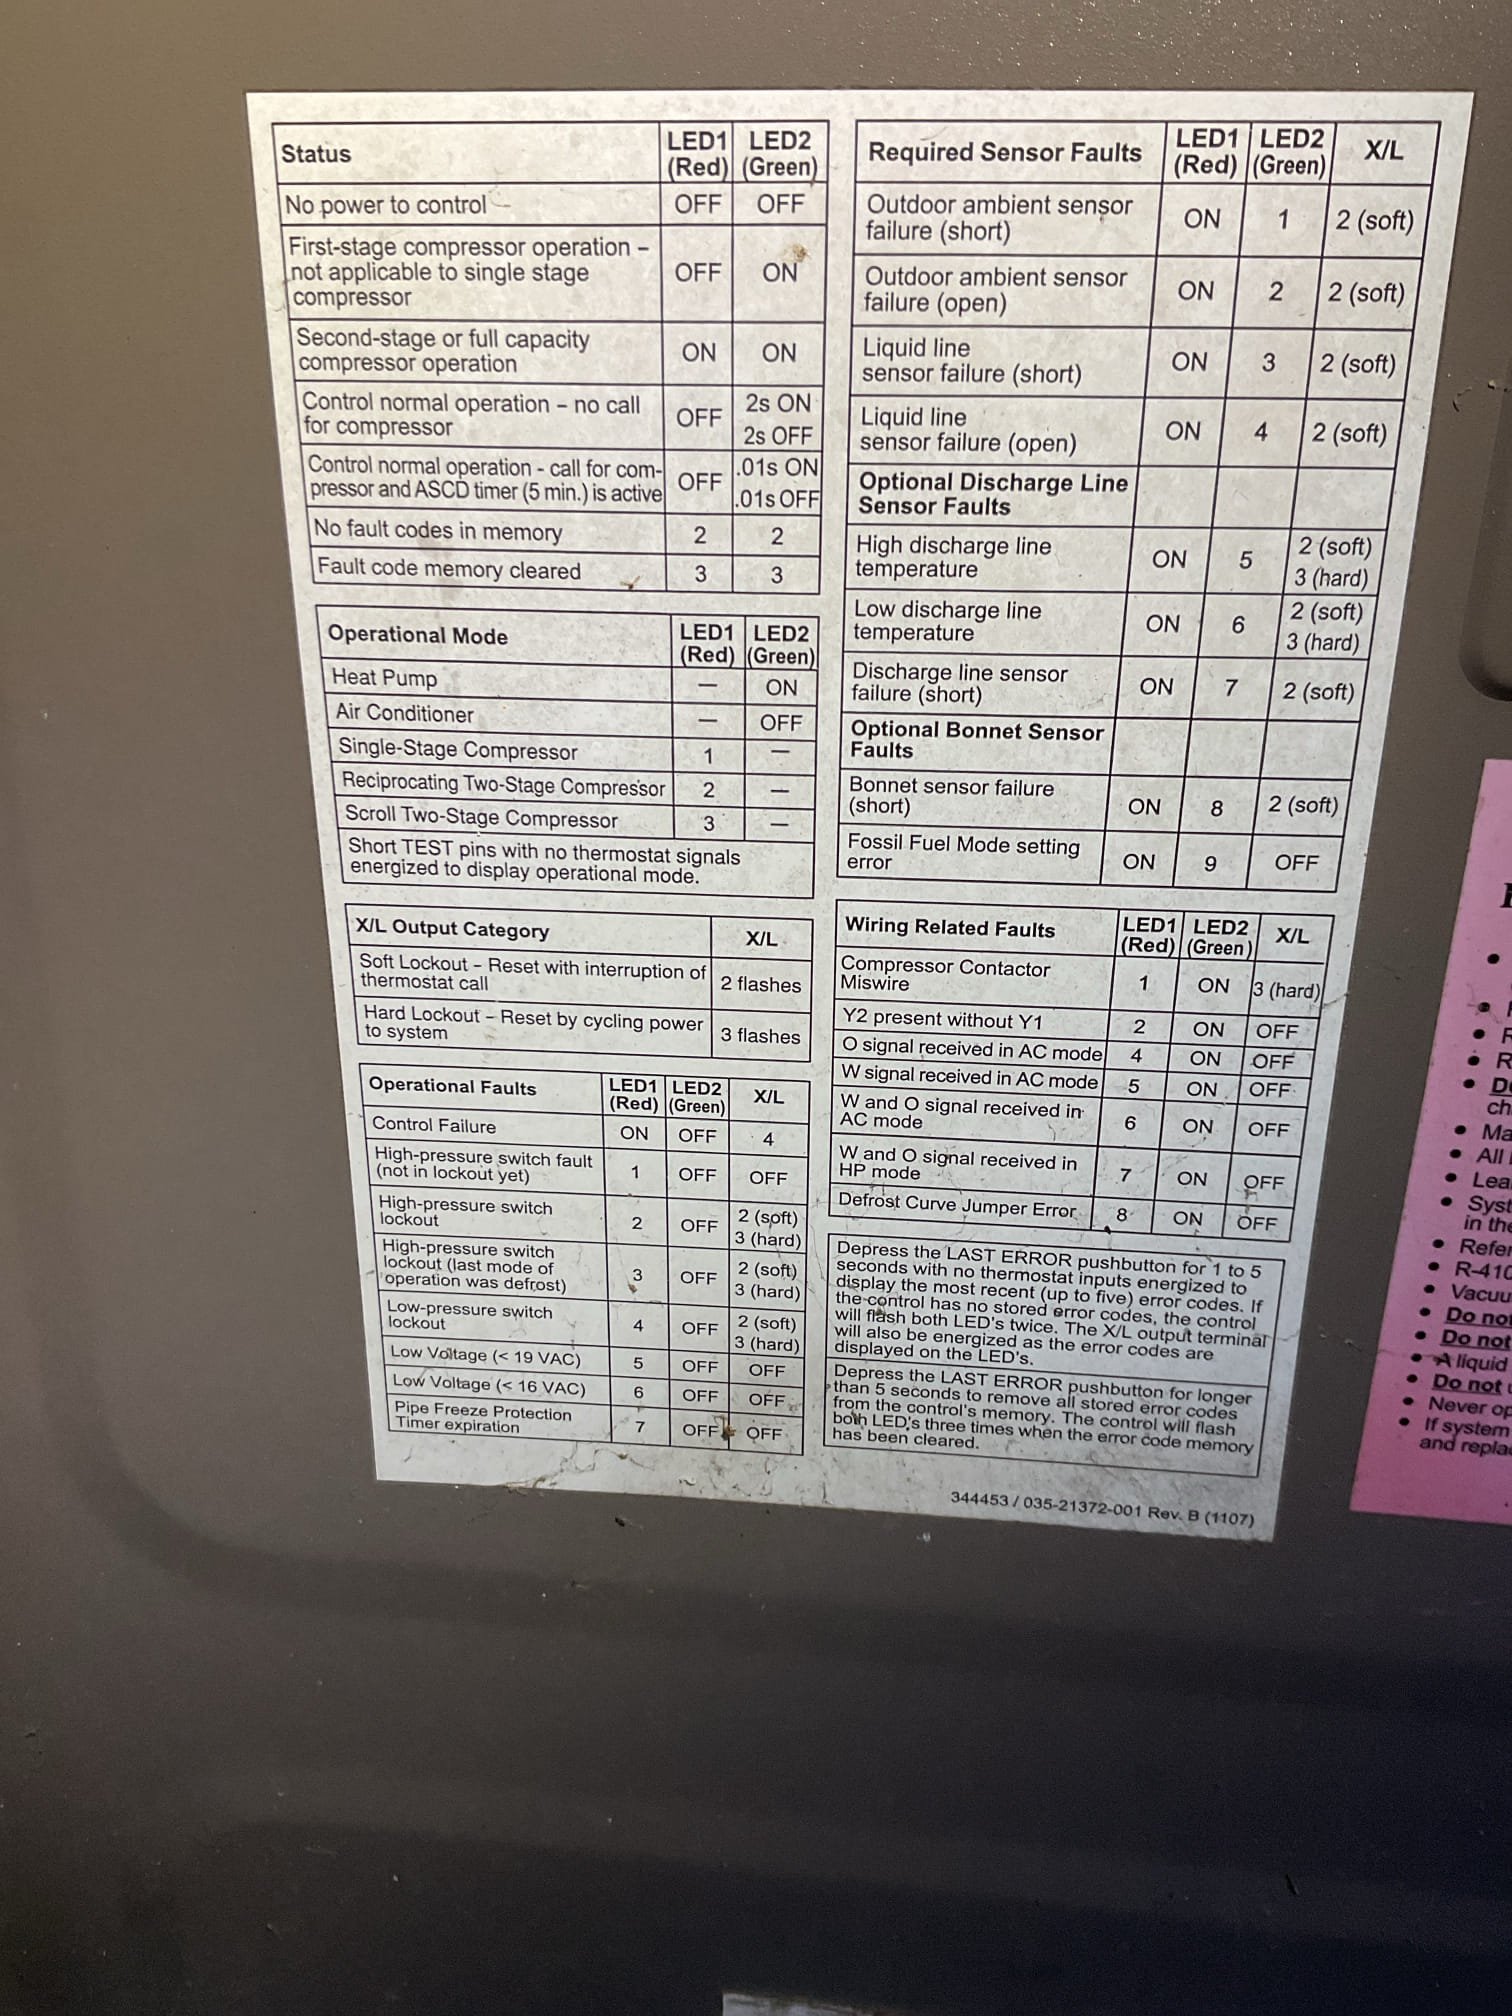 Status LED1 (Red) LED2 (Green)
No power to control OFF OFF
First-stage compressor operation –
not applicable to single stage
compressor OFF ON
Second-stage or full capacity
compressor operation ON ON
Control normal operation – no call
for compressor OFF 2s ON
2s OFF
Control normal operation - call for com-
pressor and ASCD timer (5 min.) is active OFF .01s ON
.01s OFF
No fault codes in memory 2 2
Fault code memory cleared 3 3
Operational Mode LED1 (Red) LED2 (Green)
Heat Pump — ON
Air Conditioner — OFF
Single-Stage Compressor 1 —
Reciprocating Two-Stage Compressor 2 —
Scroll Two-Stage Compressor 3 —
Short TEST pins with no thermostat signals
energized to display operational mode.
X/L Output Category X/L
Soft Lockout – Reset with interruption of
thermostat call 2 flashes
Hard Lockout – Reset by cycling power
to system 3 flashes
Operational Faults LED1 (Red) LED2 (Green) X/L
Control Failure ON OFF 4
High-pressure switch fault
(not in lockout yet) 1 OFF OFF
High-pressure switch
lockout 2 OFF 2 (soft)
3 (hard)
High-pressure switch
lockout (last mode of
operation was defrost) 3 OFF 2 (soft)
3 (hard)
Low-pressure switch
lockout 4 OFF 2 (soft)
3 (hard)
Low Voltage (< 19 VAC) 5 OFF OFF
Low Voltage (< 16 VAC) 6 OFF OFF
Pipe Freeze Protection
Timer expiration 7 OFF OFF
Required Sensor Faults LED1 (Red) LED2 (Green) X/L
Outdoor ambient sensor
failure (short) ON 1 2 (soft)
Outdoor ambient sensor
failure (open) ON 2 2 (soft)
Liquid line
sensor failure (short) ON 3 2 (soft)
Liquid line
sensor failure (open) ON 4 2 (soft)
Optional Discharge Line
Sensor Faults
High discharge line
temperature ON 5 2 (soft)
3 (hard)
Low discharge line
temperature ON 6 2 (soft)
3 (hard)
Discharge line sensor
failure (short) ON 7 2 (soft)
Optional Bonnet Sensor
Faults
Bonnet sensor failure
(short) ON 8 2 (soft)
Fossil Fuel Mode setting
error ON 9 OFF
Wiring Related Faults LED1 (Red) LED2 (Green) X/L
Compressor Contactor
Miswire 1 ON 3 (hard)
Y2 present without Y1 2 ON OFF
O signal received in AC mode 4 ON OFF
W signal received in AC mode 5 ON OFF
W and O signal received in
AC mode 6 ON OFF
W and O signal received in
HP mode 7 ON OFF
Defrost Curve Jumper Error 8 ON OFF
Depress the LAST ERROR pushbutton for 1 to 5
seconds with no thermostat inputs energized to
display the most recent (up to five) error codes. If
the control has no stored error codes, the control
will flash both LED's twice. The X/L output terminal
will also be energized as the error codes are
displayed on the LED's.
Depress the LAST ERROR pushbutton for longer
than 5 seconds to remove all stored error codes
from the control's memory. The control will flash
both LED's three times when the error code memory
has been cleared.
344453 / 035-21372-001 Rev. B (1107)
• Ma
• All
• Lea
• Syst
in the
• Refer
• R-410
• Vacuu
• Do not
• Do not
• A liquid
• Do not
• Never op
• If system
and repla